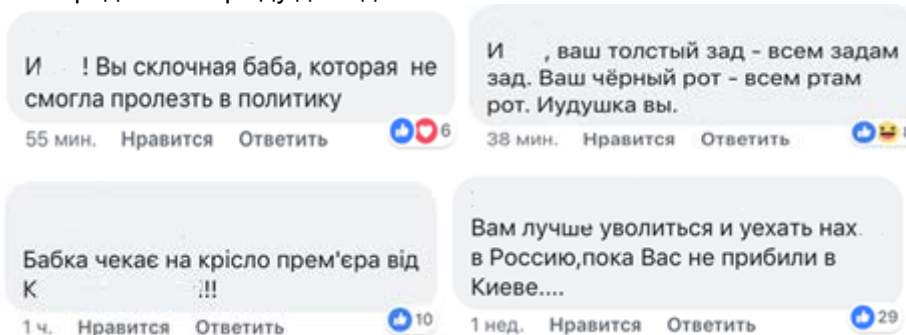 И ! Вы склочная баба, которая не
смогла пролезть в политику
55 мин. Нравится Ответить 6
И , ваш толстый зад - всем задам
зад. Ваш чёрный рот - всем ртам
рот. Иудушка вы.
38 мин. Нравится Ответить
Бабка чекає на крісло прем'єра від
К !!!
1 ч. Нравится Ответить 10
Вам лучше уволиться и уехать нах
в Россию,пока Вас не прибили в
Киеве....
1 нед. Нравится Ответить 29